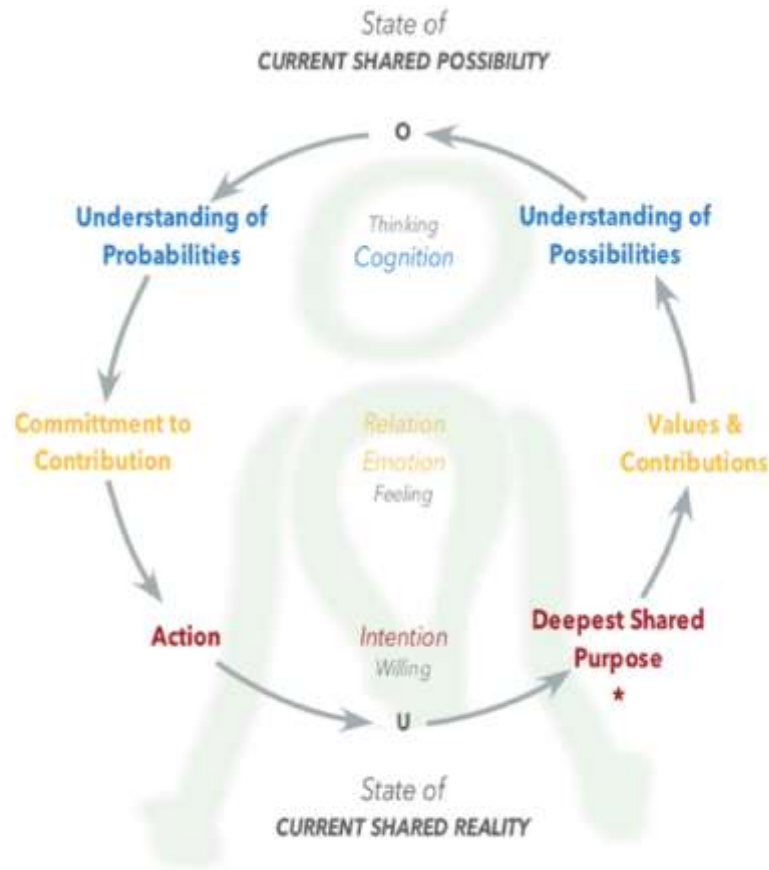 State of
CURRENT SHARED POSSIBILITY
O
Understanding of
Probabilities
Thinking
Cognition
Understanding of
Possibilities
Committment to
Contribution
Relation
Emotion
Feeling
Values &
Contributions
Action
Intention
Willing
Deepest Shared
Purpose
*
U
State of
CURRENT SHARED REALITY